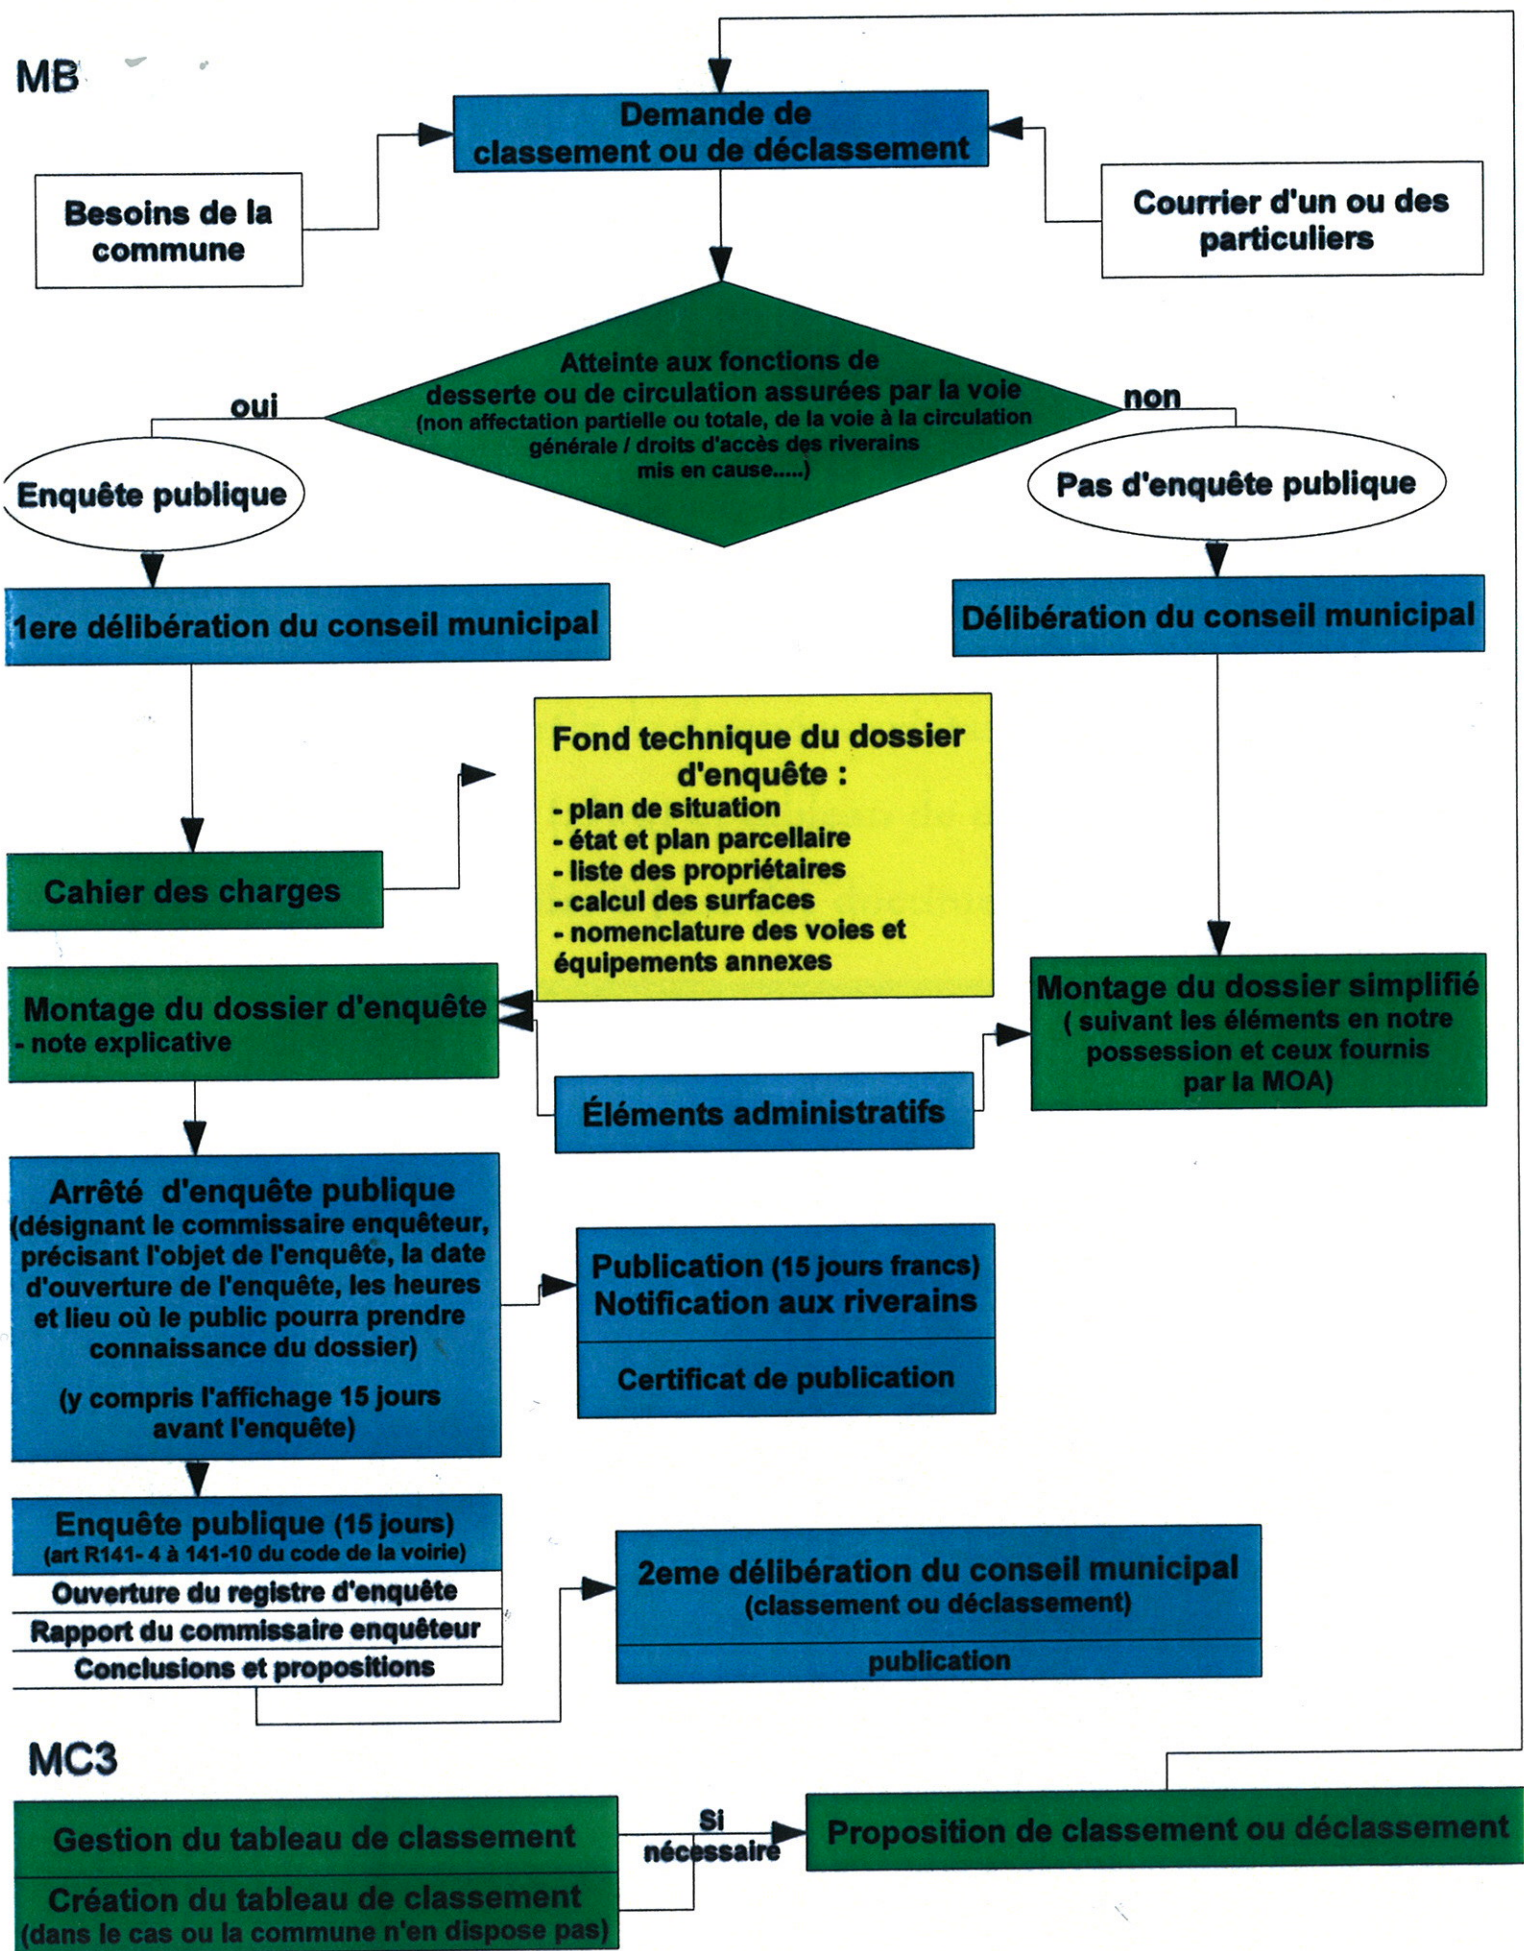 MB
Demande de
classement ou de déclassement
Besoins de la
commune
Courrier d'un ou des
particuliers
Atteinte aux fonctions de
desserte ou de circulation assurées par la voie
(non affectation partielle ou totale, de la voie à la circulation
générale / droits d'accès des riverains
mis en cause.....)
oui
non
Enquête publique
Pas d'enquête publique
1ere délibération du conseil municipal
Délibération du conseil municipal
Fond technique du dossier
d'enquête :
- plan de situation
- état et plan parcellaire
- liste des propriétaires
- calcul des surfaces
- nomenclature des voies et
équipements annexes
Cahier des charges
Montage du dossier d'enquête
- note explicative
Montage du dossier simplifié
( suivant les éléments en notre
possession et ceux fournis
par la MOA)
Éléments administratifs
Arrêté d'enquête publique
(désignant le commissaire enquêteur,
précisant l'objet de l'enquête, la date
d'ouverture de l'enquête, les heures
et lieu où le public pourra prendre
connaissance du dossier)
(y compris l'affichage 15 jours
avant l'enquête)
Publication (15 jours francs)
Notification aux riverains
Certificat de publication
Enquête publique (15 jours)
(art R141- 4 à 141-10 du code de la voirie)
Ouverture du registre d'enquête
Rapport du commissaire enquêteur
Conclusions et propositions
2eme délibération du conseil municipal
(classement ou déclassement)
publication
MC3
Gestion du tableau de classement
Création du tableau de classement
(dans le cas ou la commune n'en dispose pas)
Si
nécessaire
Proposition de classement ou déclassement